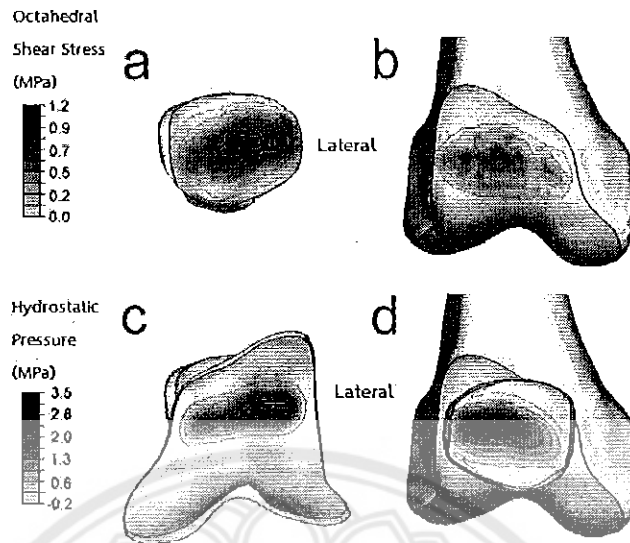 Octahedral
Shear Stress
(MPa)
1.2
0.9
0.7
0.5
0.2
0.0
a
Lateral
b
Hydrostatic
Pressure
(MPa)
3.5
2.8
2.0
1.3
0.6
-0.2
c
Lateral
d